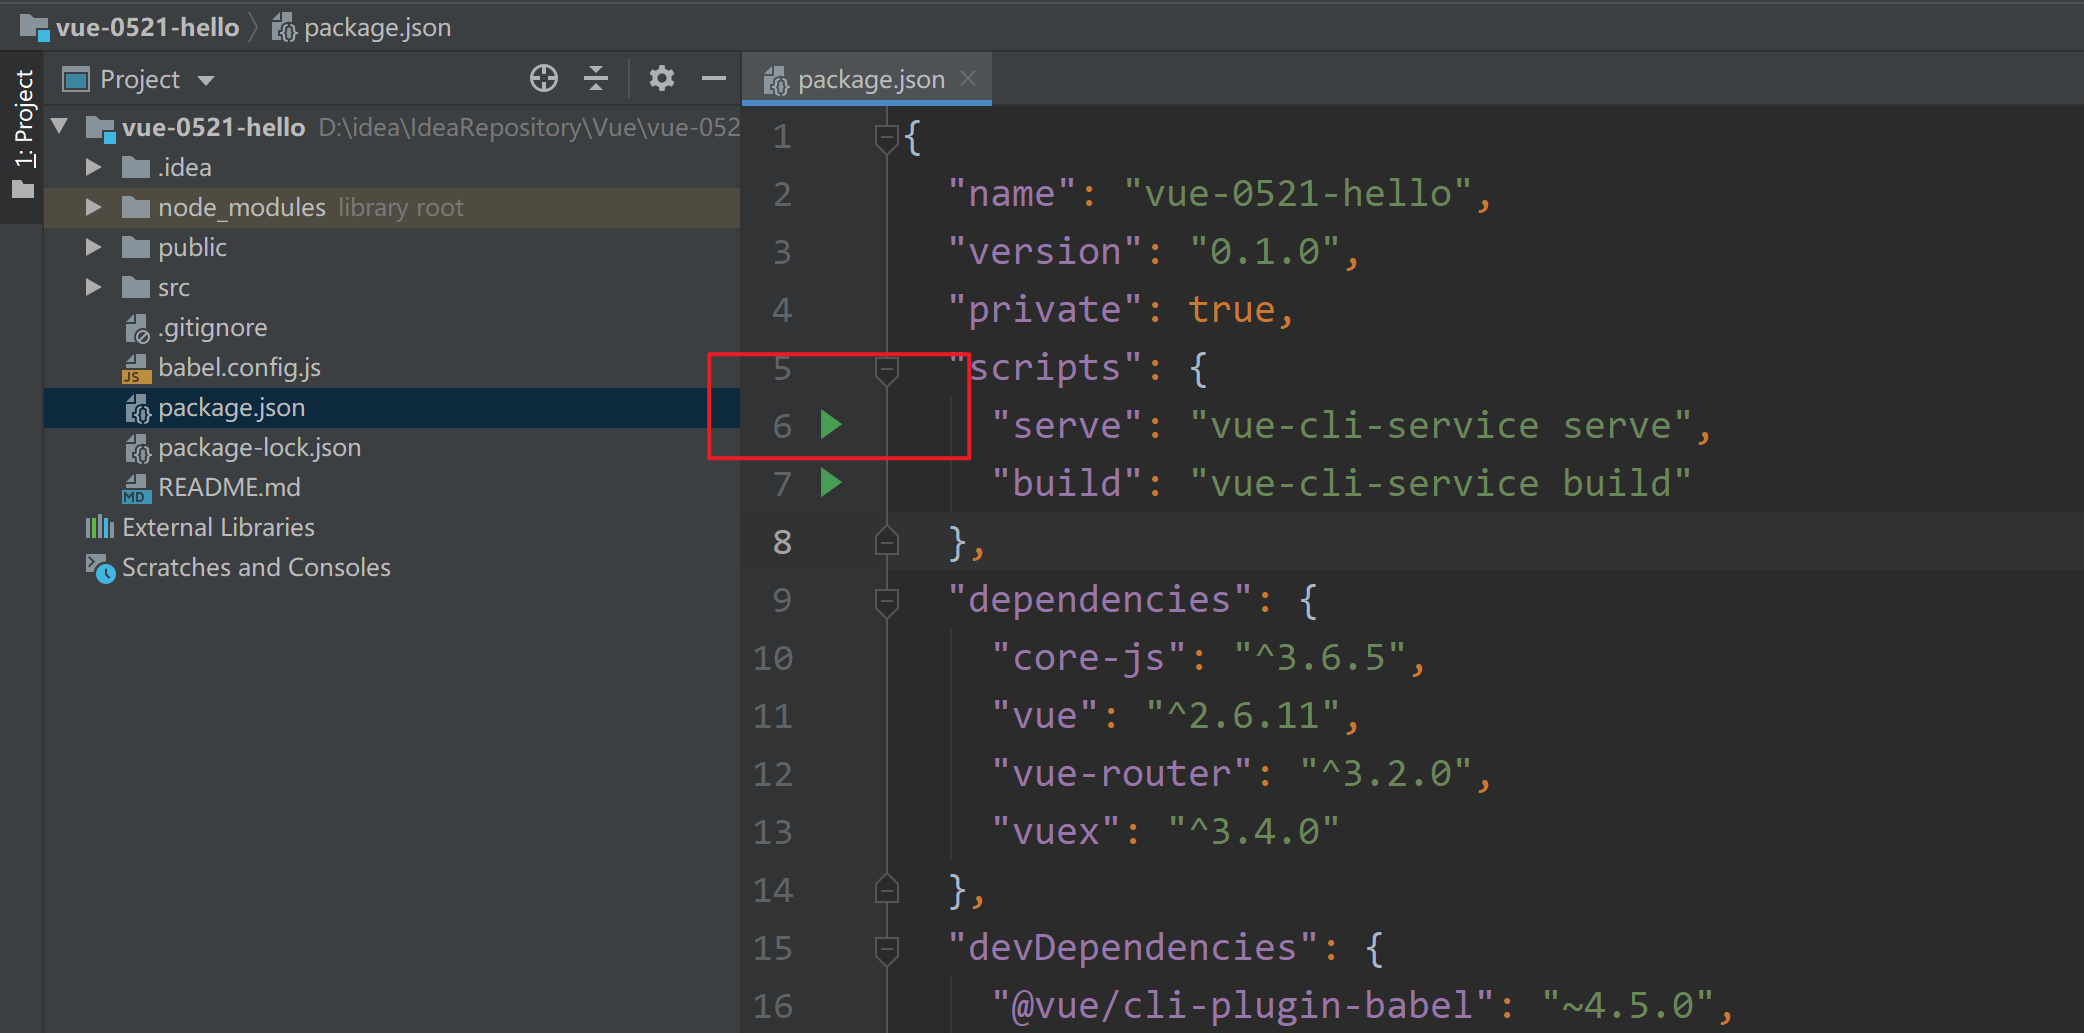 vue-0521-hello package.json
1: Project
Project
vue-0521-hello D:\idea\IdeaRepository\Vue\vue-052
.idea
node_modules library root
public
src
.gitignore
babel.config.js
package.json
package-lock.json
README.md
External Libraries
Scratches and Consoles
package.json
1 {
2 "name": "vue-0521-hello",
3 "version": "0.1.0",
4 "private": true,
5 "scripts": {
6 "serve": "vue-cli-service serve",
7 "build": "vue-cli-service build"
8 },
9 "dependencies": {
10 "core-js": "^3.6.5",
11 "vue": "^2.6.11",
12 "vue-router": "^3.2.0",
13 "vuex": "^3.4.0"
14 },
15 "devDependencies": {
16 "@vue/cli-plugin-babel": "~4.5.0",